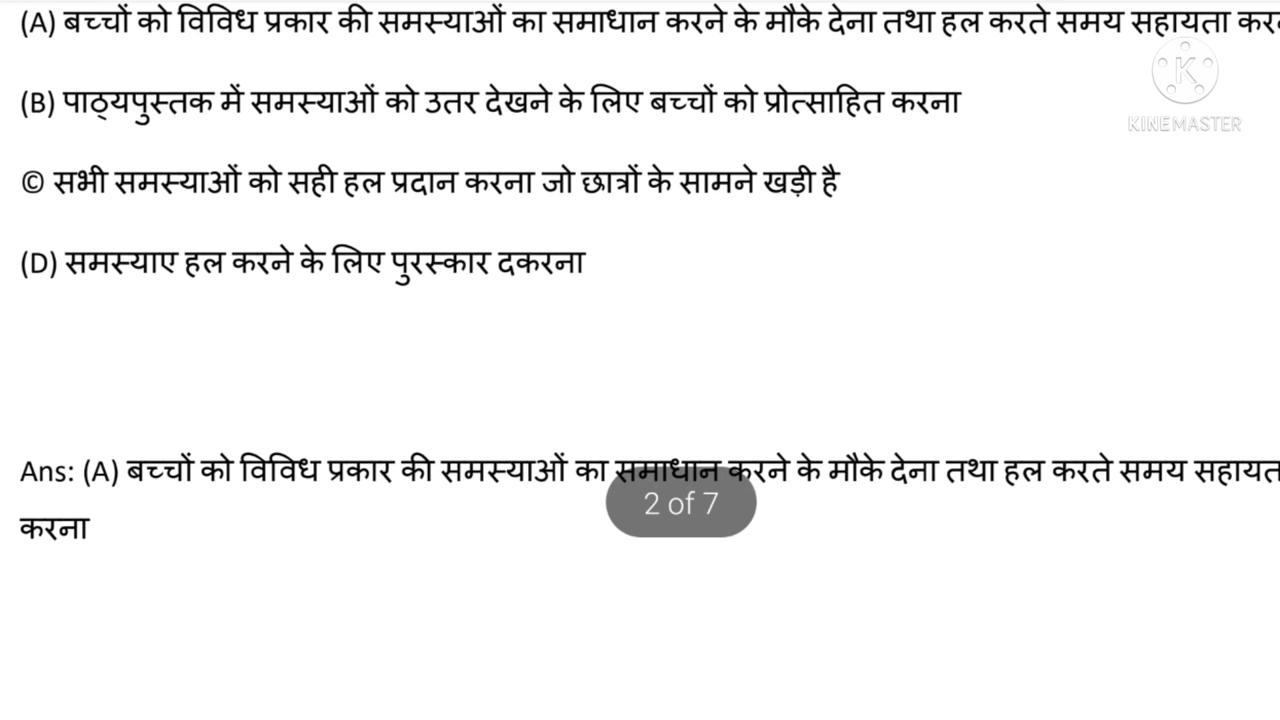 (A) बच्चों को विविध प्रकार की समस्याओं का समाधान करने के मौके देना तथा हल करते समय सहायता कर
K
KINEMASTER
(B) पाठ्यपुस्तक में समस्याओं को उतर देखने के लिए बच्चों को प्रोत्साहित करना
© सभी समस्याओं को सही हल प्रदान करना जो छात्रों के सामने खड़ी है
(D) समस्याए हल करने के लिए पुरस्कार दकरना
Ans: (A) बच्चों को विविध प्रकार की समस्याओं का समाधान करने के मौके देना तथा हल करते समय सहायत
2 of 7
करना